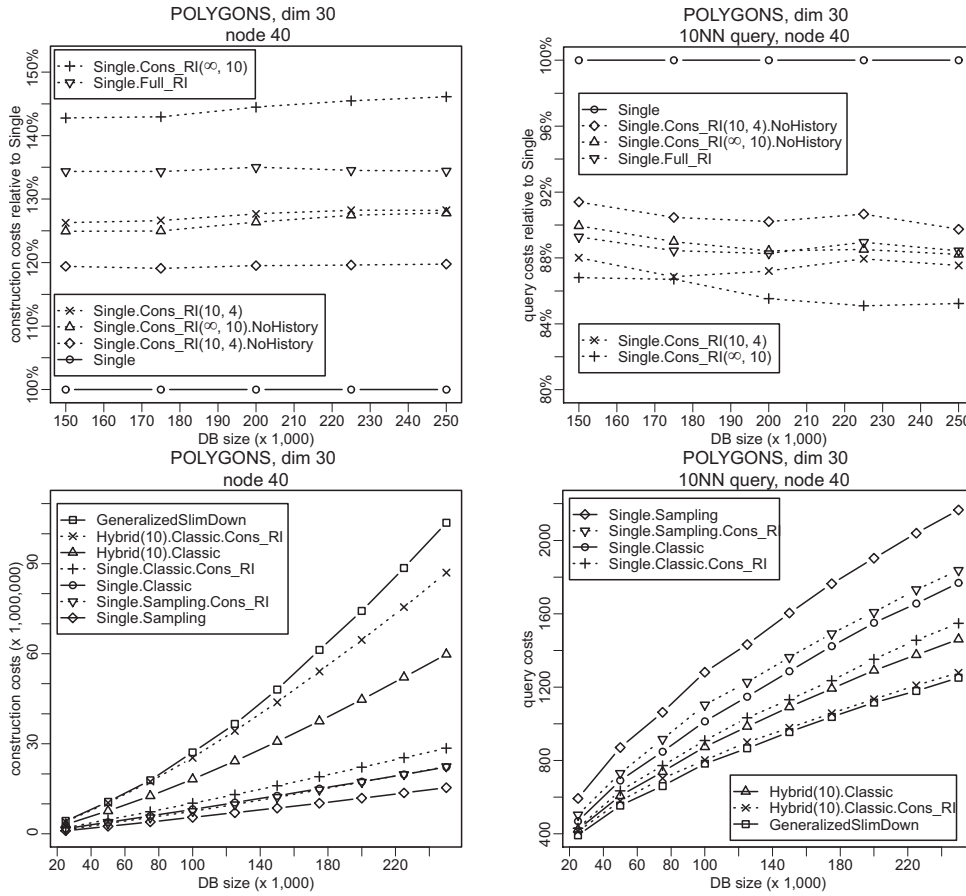 POLYGONS, dim 30
node 40
construction costs relative to Single
150%
140%
130%
120%
110%
100%
Single.Cons_RI(∞, 10)
Single.Full_RI
Single.Cons_RI(10, 4)
Single.Cons_RI(∞, 10).NoHistory
Single.Cons_RI(10, 4).NoHistory
Single
150 160 170 180 190 200 210 220 230 240 250
DB size (x 1,000)
POLYGONS, dim 30
10NN query, node 40
query costs relative to Single
100%
96%
92%
88%
84%
80%
Single
Single.Cons_RI(10, 4).NoHistory
Single.Cons_RI(∞, 10).NoHistory
Single.Full_RI
Single.Cons_RI(10, 4)
Single.Cons_RI(∞, 10)
150 160 170 180 190 200 210 220 230 240 250
DB size (x 1,000)
POLYGONS, dim 30
node 40
construction costs (x 1,000,000)
90
60
30
0
GeneralizedSlimDown
Hybrid(10).Classic.Cons_RI
Hybrid(10).Classic
Single.Classic.Cons_RI
Single.Classic
Single.Sampling.Cons_RI
Single.Sampling
20 40 60 80 100 120 140 160 180 220
DB size (x 1,000)
POLYGONS, dim 30
10NN query, node 40
query costs
2000
1600
1200
800
400
Single.Sampling
Single.Sampling.Cons_RI
Single.Classic
Single.Classic.Cons_RI
Hybrid(10).Classic
Hybrid(10).Classic.Cons_RI
GeneralizedSlimDown
20 40 60 80 100 140 180 220
DB size (x 1,000)